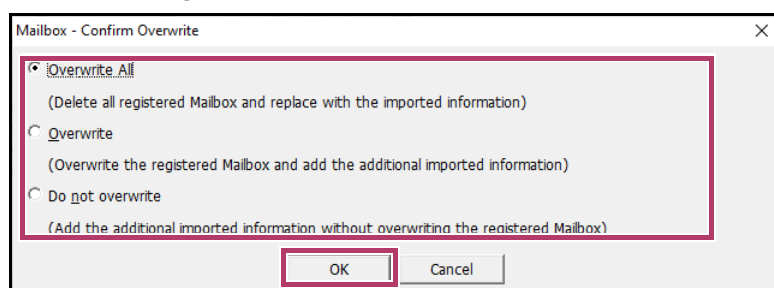 Mailbox - Confirm Overwrite
Overwrite All
(Delete all registered Mailbox and replace with the imported information)
Overwrite
(Overwrite the registered Mailbox and add the additional imported information)
Do not overwrite
(Add the additional imported information without overwriting the registered Mailbox)
OK Cancel